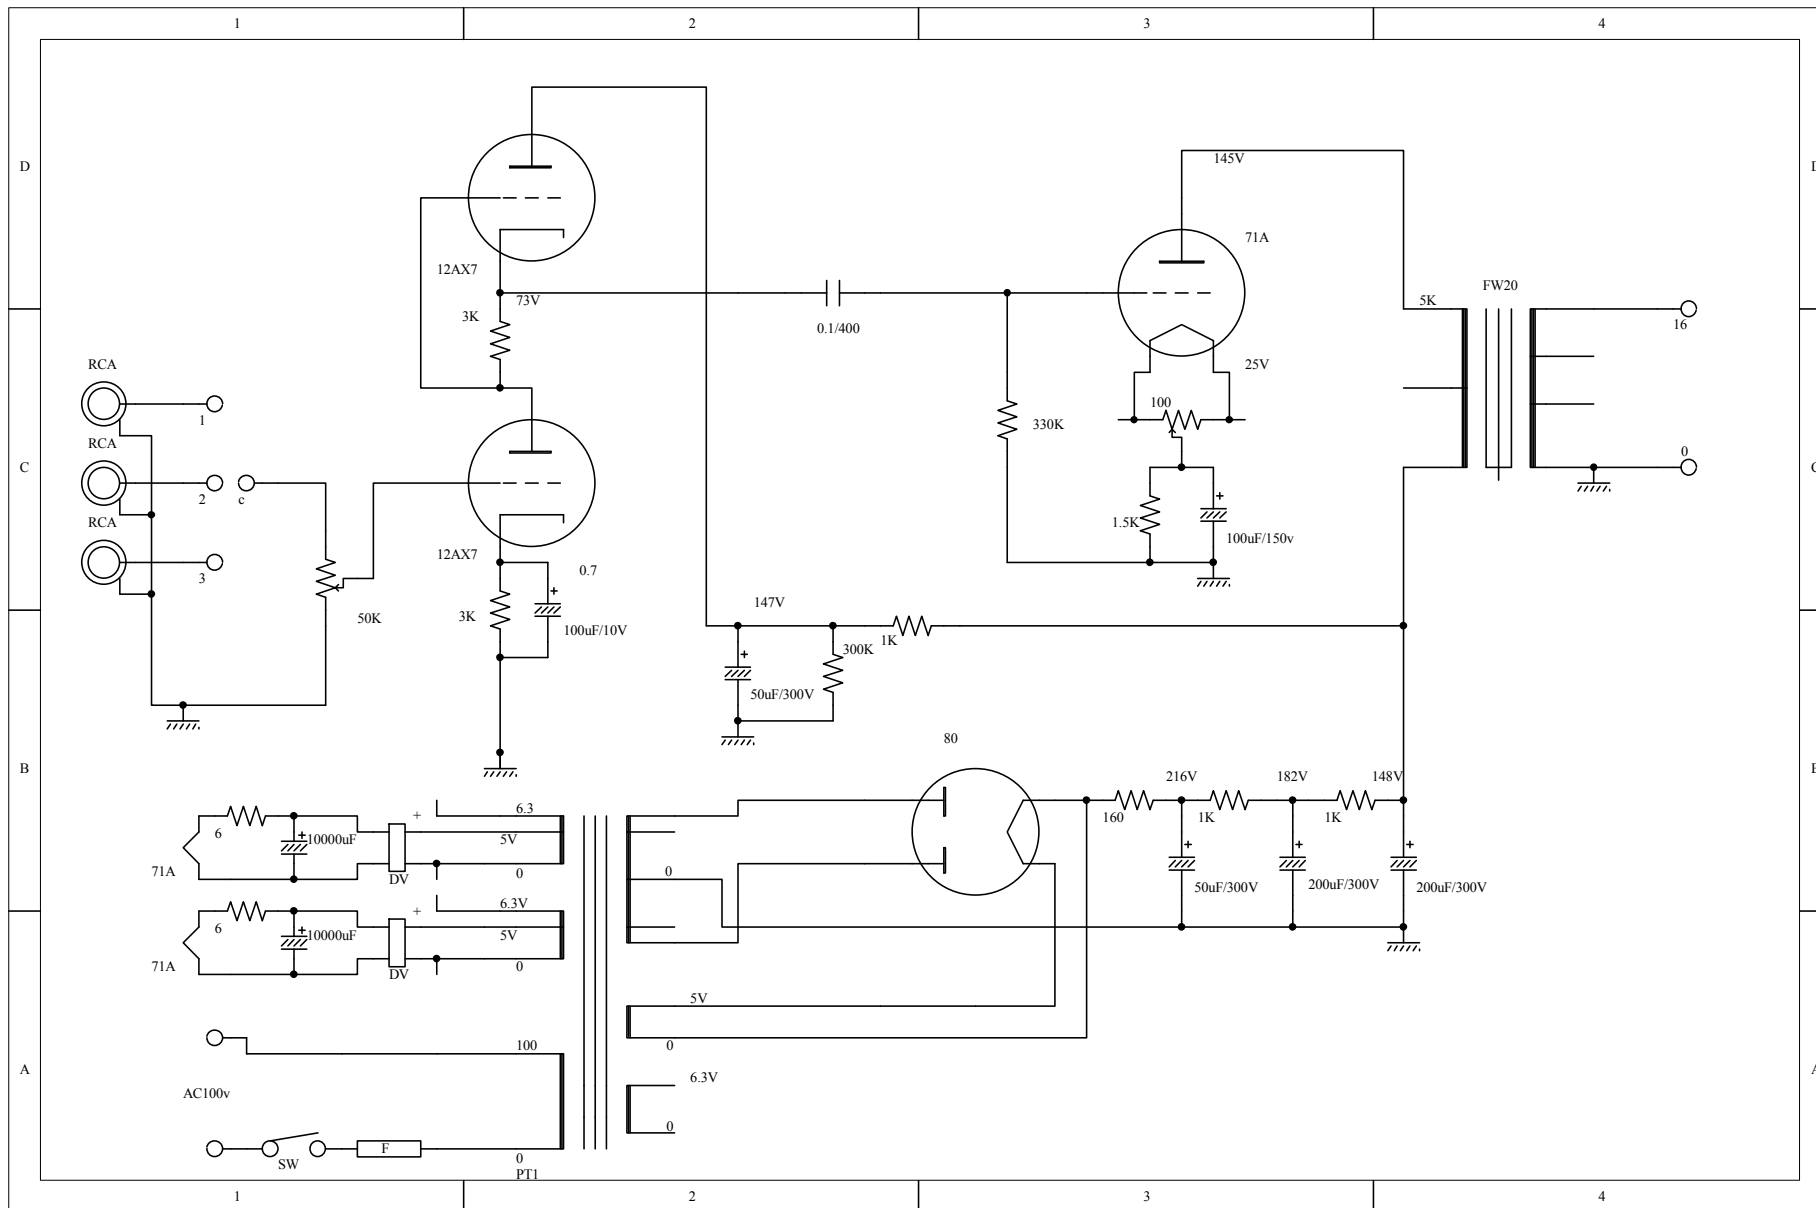 1
2
3
4
D
145V
71A
12AX7
73V
3K
FW20
5K
0.1/400
16
RCA
25V
100
1
330K
RCA
C
0
2
c
RCA
1.5K
100uF/150v
12AX7
0.7
3
147V
50K
3K
100uF/10V
1K
300K
50uF/300V
80
B
216V
182V
148V
6.3
+
160
1K
1K
6
10000uF
5V
71A
DV
0
0
50uF/300V
200uF/300V
200uF/300V
6.3V
+
6
10000uF
5V
71A
DV
0
5V
100
0
A
6.3V
AC100v
0
F
SW
0
PT1
1
2
3
4